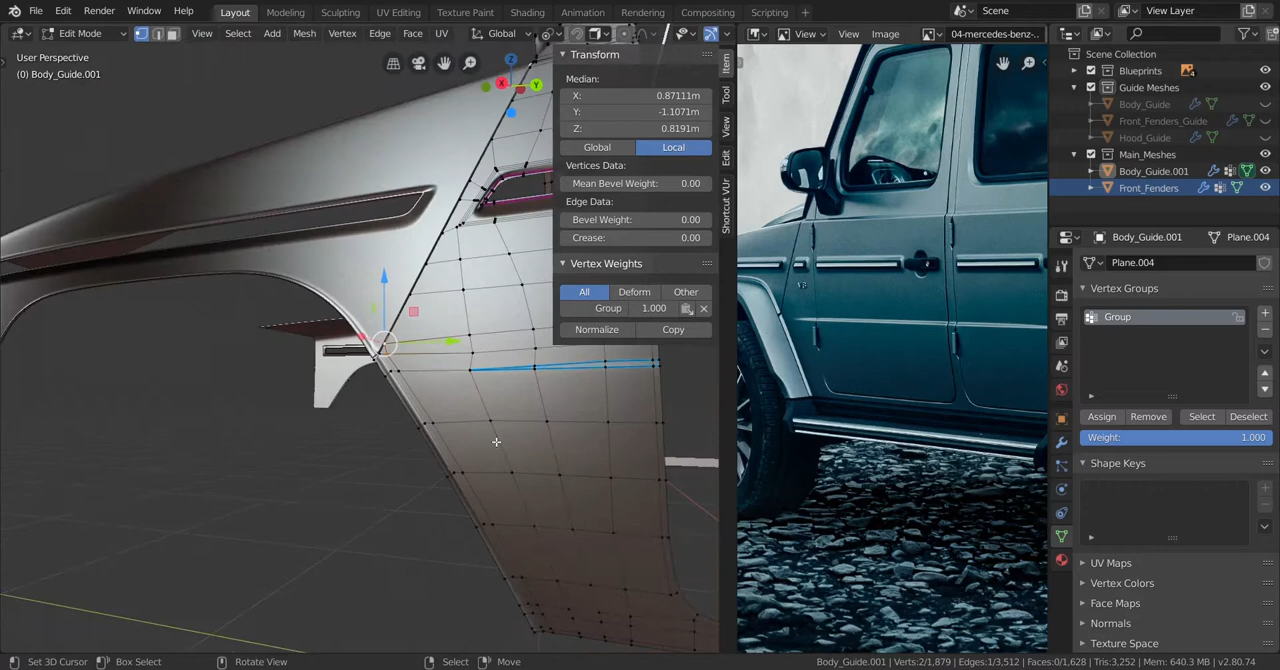 File Edit Render Window Help Layout Modeling Sculpting UV Editing Texture Paint Shading Animation Rendering Compositing Scripting + Scene View Layer
Edit Mode View Select Add Mesh Vertex Edge Face UV Global View View Image 04-mercedes-benz-..
User Perspective
(0) Body_Guide.001
X Y Z
Transform
Median:
X: 0.87111m
Y: -1.1071m
Z: 0.8191m
Global Local
Vertices Data:
Mean Bevel Weight: 0.00
Edge Data:
Bevel Weight: 0.00
Crease: 0.00
Vertex Weights
All Deform Other
Group 1.000
Normalize Copy
Item
Tool
View
Edit
Shortcut VUr
Scene Collection
Blueprints 4
Guide Meshes
Body_Guide
Front_Fenders_Guide
Hood_Guide
Main_Meshes
Body_Guide.001
Front_Fenders
Body_Guide.001 Plane.004
Plane.004
Vertex Groups
Group
Assign Remove Select Deselect
Weight: 1.000
Shape Keys
UV Maps
Vertex Colors
Face Maps
Normals
Texture Space
Set 3D Cursor Box Select Rotate View Select Move Body_Guide.001 | Verts:2/1,879 | Edges:1/3,512 | Faces:0/1,628 | Tris:3,252 | Mem: 640.3 MB | v2.80.74